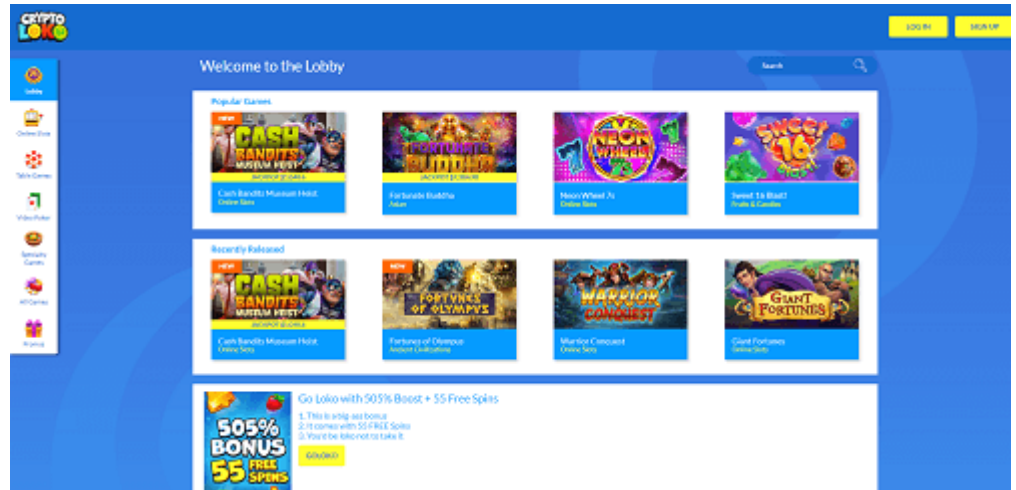 CRYPTO
LOKO
LOG IN
SIGN UP
Welcome to the Lobby
Search
Lobby
Online Slots
Table Games
Video Poker
Specialty
Games
All Games
Promos
Popular Games
NEW
CASH
BANDITS
MUSEUM HEIST
JACKPOT
Cash Bandits Museum Heist
Online Slots
FORTUNATE
BUDDHA
JACKPOT
Fortunate Buddha
Asian
NEON
WHEEL
7s
Neon Wheel 7s
Online Slots
SWEET
16
BLAST!
Sweet 16 Blast!
Fruits & Candies
Recently Released
NEW
CASH
BANDITS
MUSEUM HEIST
JACKPOT
Cash Bandits Museum Heist
Online Slots
NEW
FORTUNES
OF OLYMPUS
Fortunes of Olympus
Ancient Civilizations
WARRIOR
CONQUEST
Warrior Conquest
Online Slots
GIANT
FORTUNES
Giant Fortunes
Online Slots
505%
BONUS
55 FREE
SPINS
Go Loko with 505% Boost + 55 Free Spins
1. This is a big-ass bonus
2. It comes with 55 FREE Spins
3. You'd be loko not to take it
GO LOKO